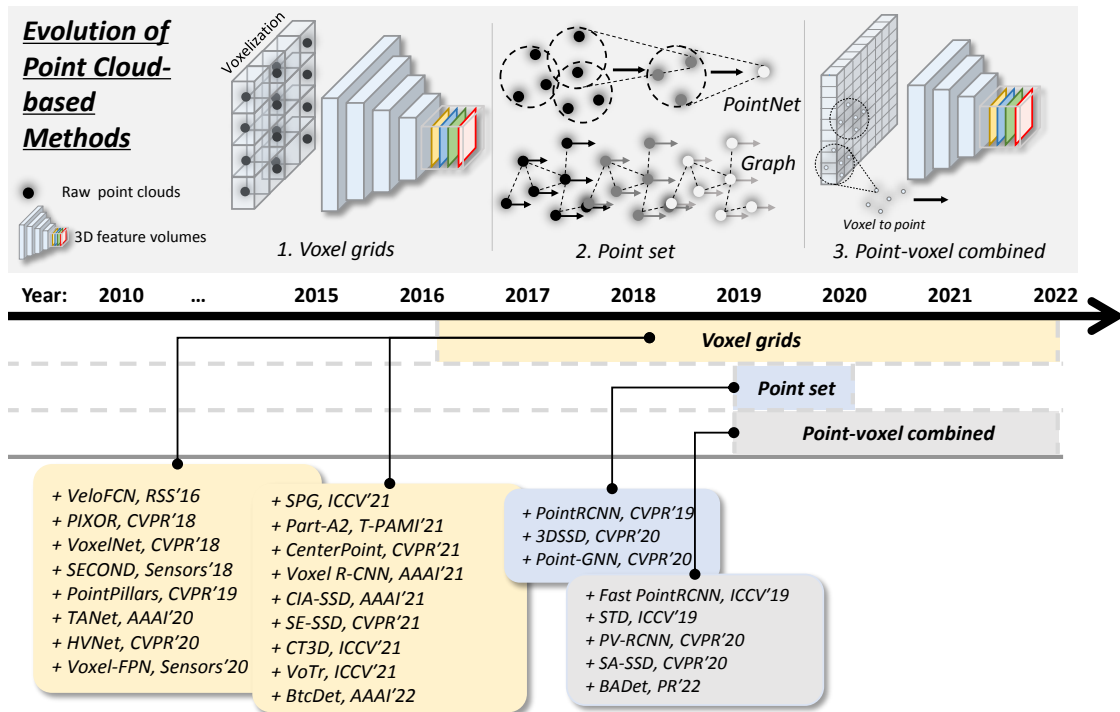 Evolution of
Point Cloud-
based
Methods
Raw point clouds
3D feature volumes
Voxelization
1. Voxel grids
PointNet
Graph
2. Point set
Voxel to point
3. Point-voxel combined
Year: 2010 ... 2015 2016 2017 2018 2019 2020 2021 2022
Voxel grids
Point set
Point-voxel combined
+ VeloFCN, RSS’16
+ PIXOR, CVPR’18
+ VoxelNet, CVPR’18
+ SECOND, Sensors’18
+ PointPillars, CVPR’19
+ TANet, AAAI’20
+ HVNet, CVPR’20
+ Voxel-FPN, Sensors’20
+ SPG, ICCV’21
+ Part-A2, T-PAMI’21
+ CenterPoint, CVPR’21
+ Voxel R-CNN, AAAI’21
+ CIA-SSD, AAAI’21
+ SE-SSD, CVPR’21
+ CT3D, ICCV’21
+ VoTr, ICCV’21
+ BtcDet, AAAI’22
+ PointRCNN, CVPR’19
+ 3DSSD, CVPR’20
+ Point-GNN, CVPR’20
+ Fast PointRCNN, ICCV’19
+ STD, ICCV’19
+ PV-RCNN, CVPR’20
+ SA-SSD, CVPR’20
+ BADet, PR’22